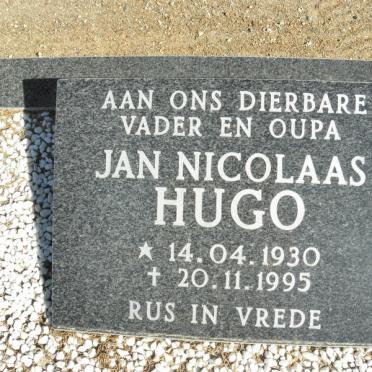 AAN ONS DIERBARE
VADER EN OUPA
JAN NICOLAAS
HUGO
★ 14.04.1930
✝ 20.11.1995
RUS IN VREDE